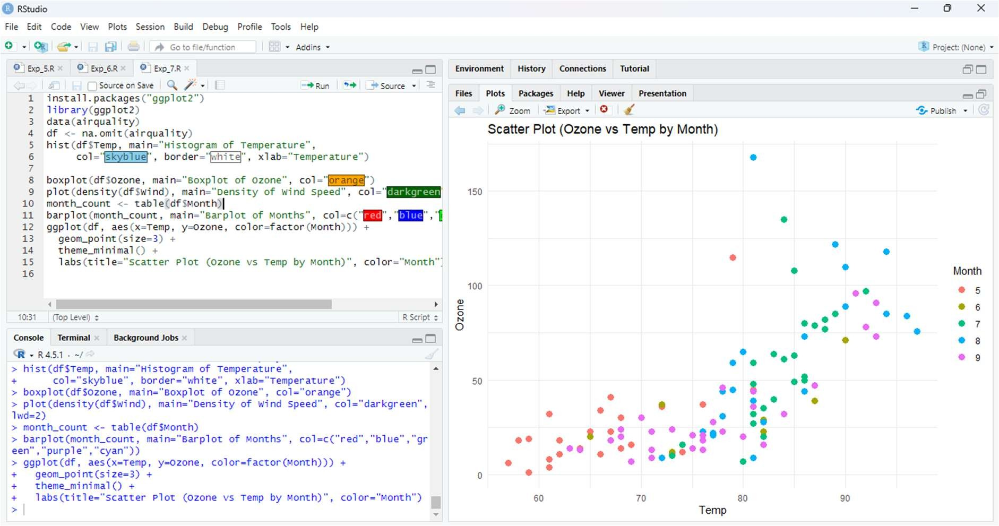 RStudio
File Edit Code View Plots Session Build Debug Profile Tools Help
Go to file/function Addins Project: (None)
Exp_5.R Exp_6.R Exp_7.R
Source on Save Run Source
1 install.packages("ggplot2")
2 library(ggplot2)
3 data(airquality)
4 df <- na.omit(airquality)
5 hist(df$Temp, main="Histogram of Temperature",
6 col="skyblue", border="white", xlab="Temperature")
7
8 boxplot(df$Ozone, main="Boxplot of Ozone", col="orange")
9 plot(density(df$Wind), main="Density of Wind Speed", col="darkgreen"
10 month_count <- table(df$Month)
11 barplot(month_count, main="Barplot of Months", col=c("red","blue","
12 ggplot(df, aes(x=Temp, y=Ozone, color=factor(Month))) +
13 geom_point(size=3) +
14 theme_minimal() +
15 labs(title="Scatter Plot (Ozone vs Temp by Month)", color="Month")
16
10:31 (Top Level) R Script
Console Terminal Background Jobs
R R 4.5.1 · ~/
> hist(df$Temp, main="Histogram of Temperature",
+ col="skyblue", border="white", xlab="Temperature")
> boxplot(df$Ozone, main="Boxplot of Ozone", col="orange")
> plot(density(df$Wind), main="Density of Wind Speed", col="darkgreen",
lwd=2)
> month_count <- table(df$Month)
> barplot(month_count, main="Barplot of Months", col=c("red","blue","gr
een","purple","cyan"))
> ggplot(df, aes(x=Temp, y=Ozone, color=factor(Month))) +
+ geom_point(size=3) +
+ theme_minimal() +
+ labs(title="Scatter Plot (Ozone vs Temp by Month)", color="Month")
>
Environment History Connections Tutorial
Files Plots Packages Help Viewer Presentation
Zoom Export Publish
Scatter Plot (Ozone vs Temp by Month)
150
100
50
0
Ozone
60 70 80 90
Temp
Month
5
6
7
8
9